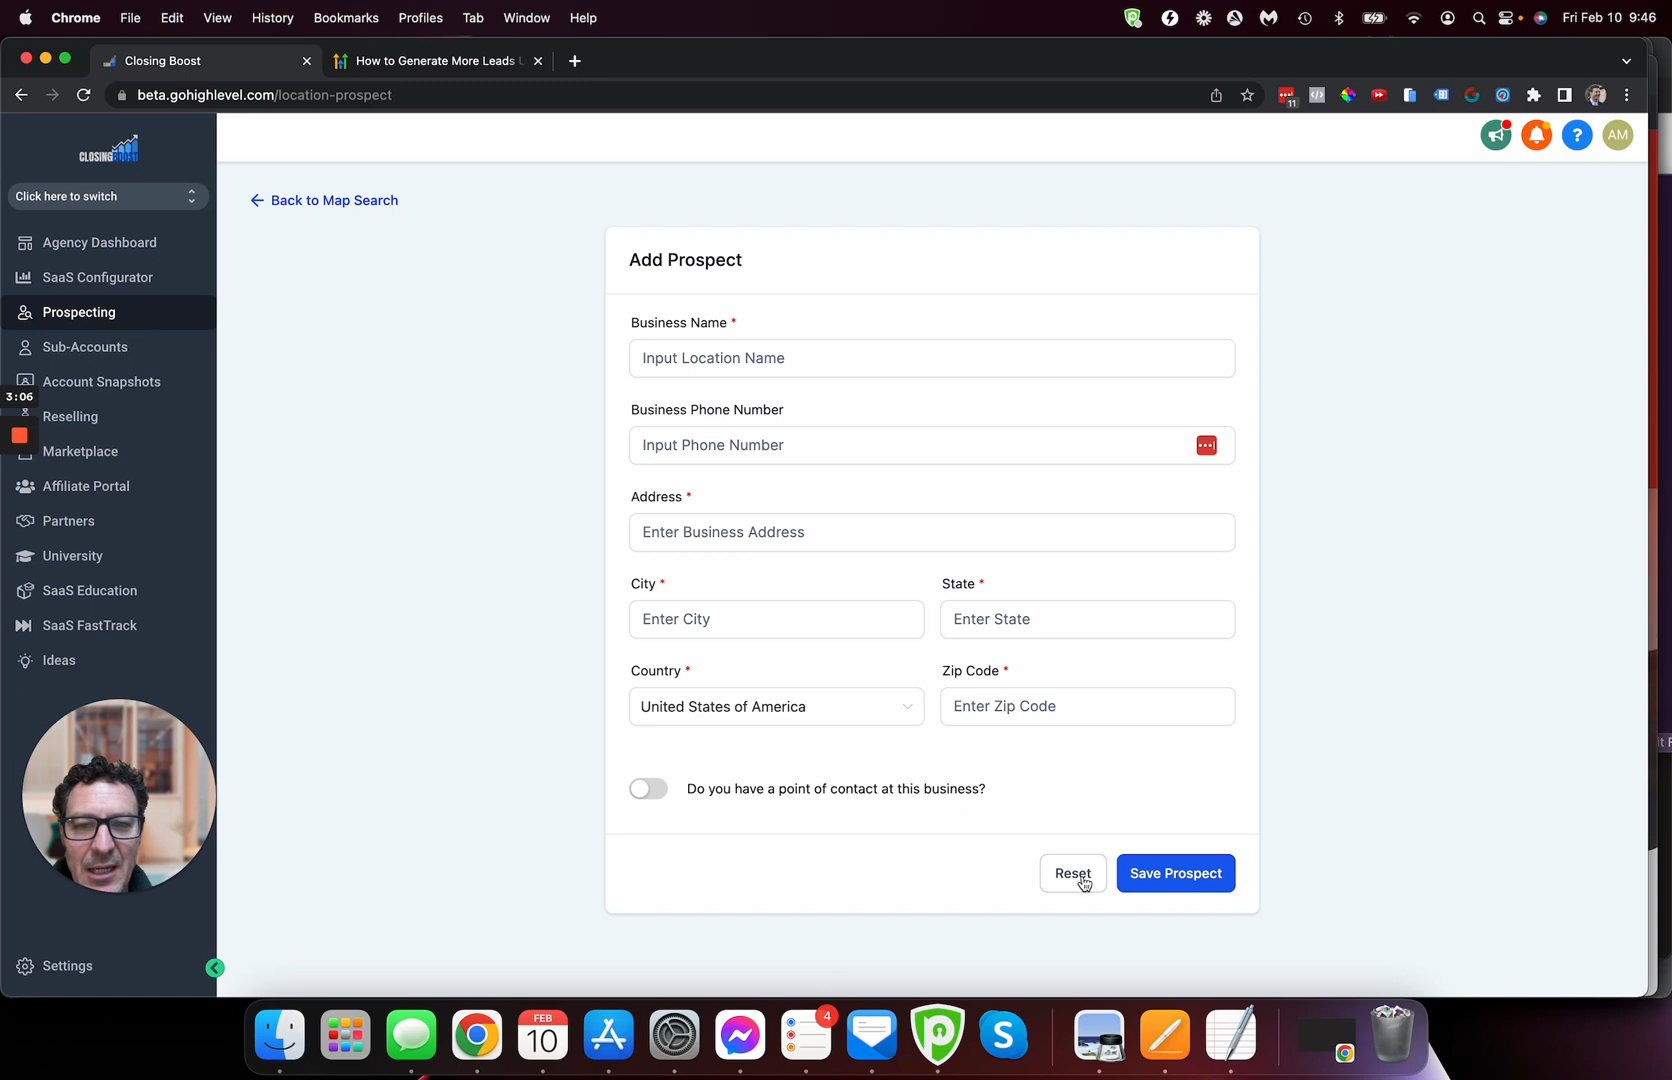 Chrome File Edit View History Bookmarks Profiles Tab Window Help
Fri Feb 10 9:46
Closing Boost
How to Generate More Leads
beta.gohighlevel.com/location-prospect
11
CLOSINGBOOST
AM
Click here to switch
Back to Map Search
Agency Dashboard
SaaS Configurator
Prospecting
Sub-Accounts
Account Snapshots
3:06
Reselling
Marketplace
Affiliate Portal
Partners
University
SaaS Education
SaaS FastTrack
Ideas
Settings
Add Prospect
Business Name *
Input Location Name
Business Phone Number
Input Phone Number
Address *
Enter Business Address
City * State *
Enter City Enter State
Country * Zip Code *
United States of America Enter Zip Code
Do you have a point of contact at this business?
Reset Save Prospect
FEB
10
4